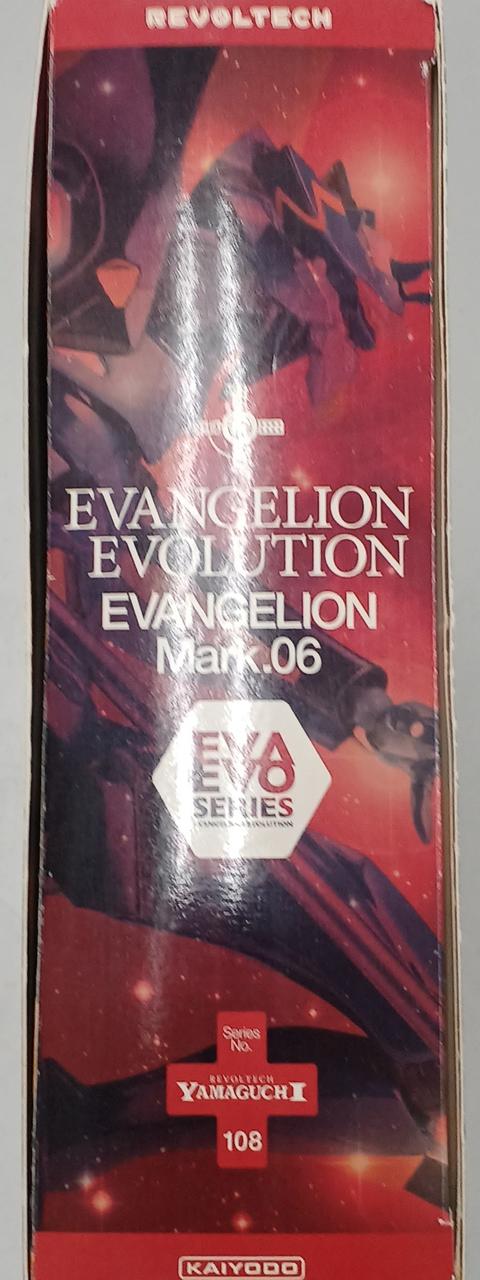 REVOLTECH
EVANGELION
EVOLUTION
EVANGELION
Mark.06
EVA
EVO
SERIES
Series
No.
REVOLTECH
YAMAGUCHI
108
KAIYODO